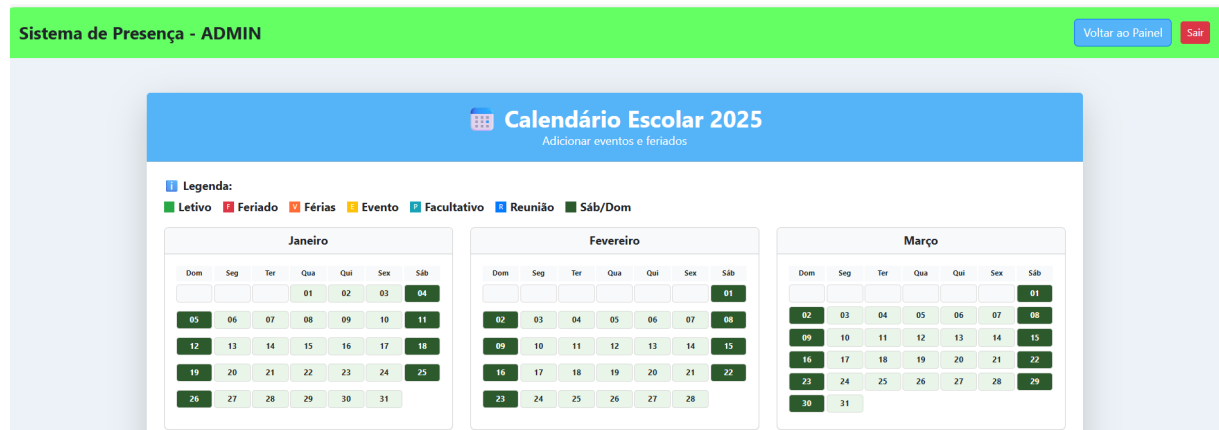 Sistema de Presença - ADMIN
Voltar ao Painel
Sair
Calendário Escolar 2025
Adicionar eventos e feriados
i Legenda:
Letivo F Feriado V Férias E Evento P Facultativo R Reunião Sáb/Dom
Janeiro
Dom Seg Ter Qua Qui Sex Sáb
01 02 03 04
05 06 07 08 09 10 11
12 13 14 15 16 17 18
19 20 21 22 23 24 25
26 27 28 29 30 31
Fevereiro
Dom Seg Ter Qua Qui Sex Sáb
01
02 03 04 05 06 07 08
09 10 11 12 13 14 15
16 17 18 19 20 21 22
23 24 25 26 27 28
Março
Dom Seg Ter Qua Qui Sex Sáb
01
02 03 04 05 06 07 08
09 10 11 12 13 14 15
16 17 18 19 20 21 22
23 24 25 26 27 28 29
30 31